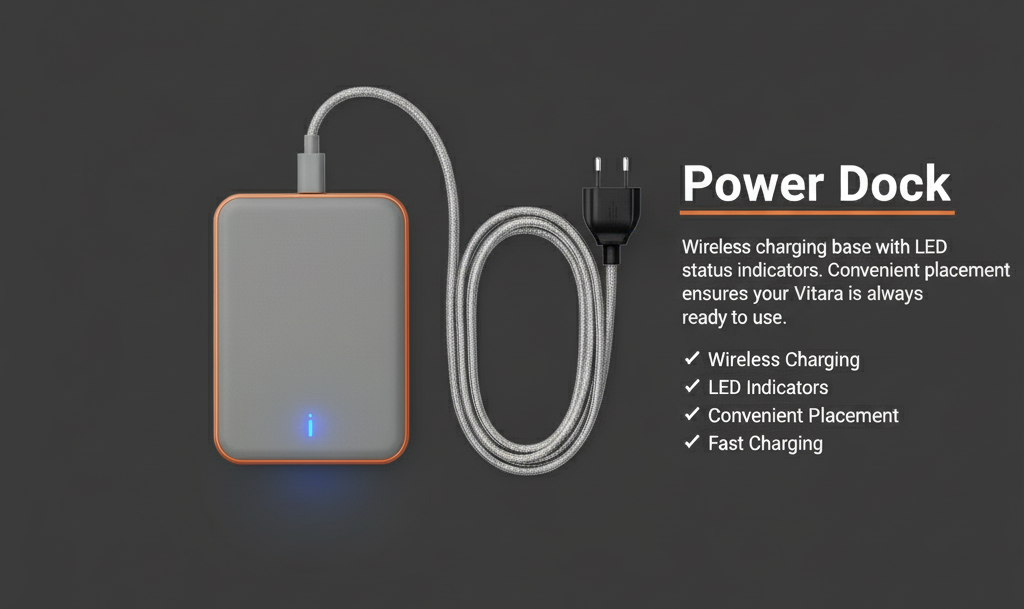 Power Dock
Wireless charging base with LED
status indicators. Convenient placement
ensures your Vitara is always
ready to use.
✓ Wireless Charging
✓ LED Indicators
✓ Convenient Placement
✓ Fast Charging